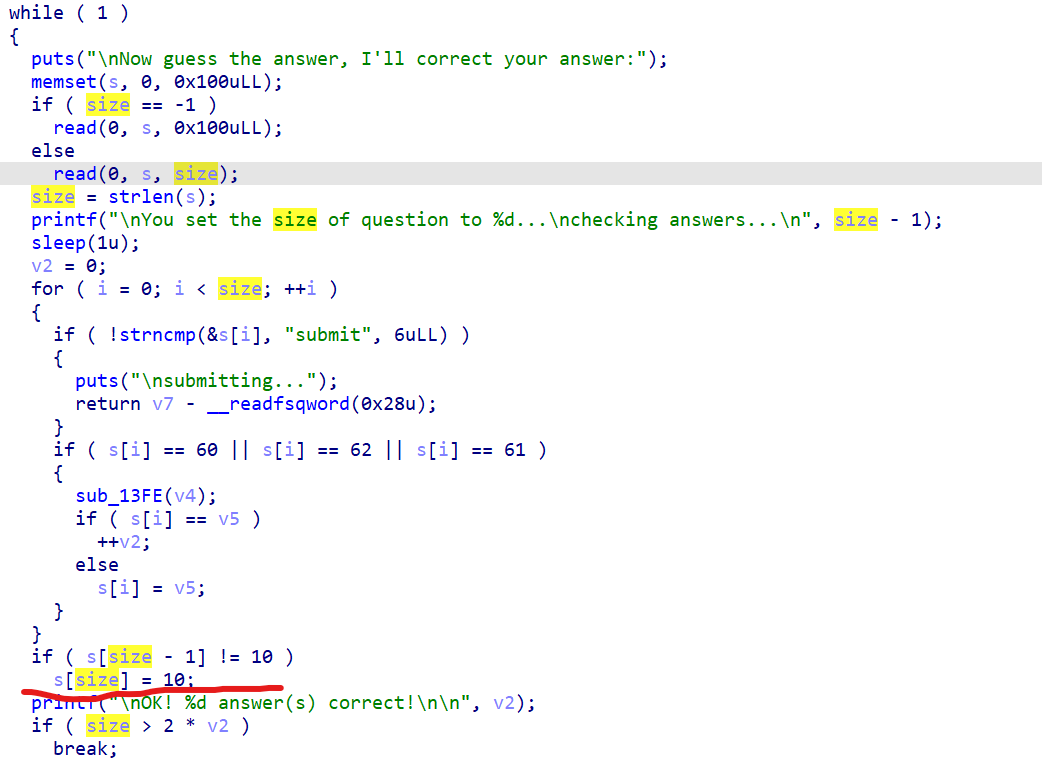 while ( 1 )
{
puts("\nNow guess the answer, I'll correct your answer:");
memset(s, 0, 0x100uLL);
if ( size == -1 )
read(0, s, 0x100uLL);
else
read(0, s, size);
size = strlen(s);
printf("\nYou set the size of question to %d...\nchecking answers...\n", size - 1);
sleep(1u);
v2 = 0;
for ( i = 0; i < size; ++i )
{
if ( !strncmp(&s[i], "submit", 6uLL) )
{
puts("\nsubmitting...");
return v7 - __readfsqword(0x28u);
}
if ( s[i] == 60 || s[i] == 62 || s[i] == 61 )
{
sub_13FE(v4);
if ( s[i] == v5 )
++v2;
else
s[i] = v5;
}
}
if ( s[size - 1] != 10 )
s[size] = 10;
printf("\nOK! %d answer(s) correct!\n\n", v2);
if ( size > 2 * v2 )
break;